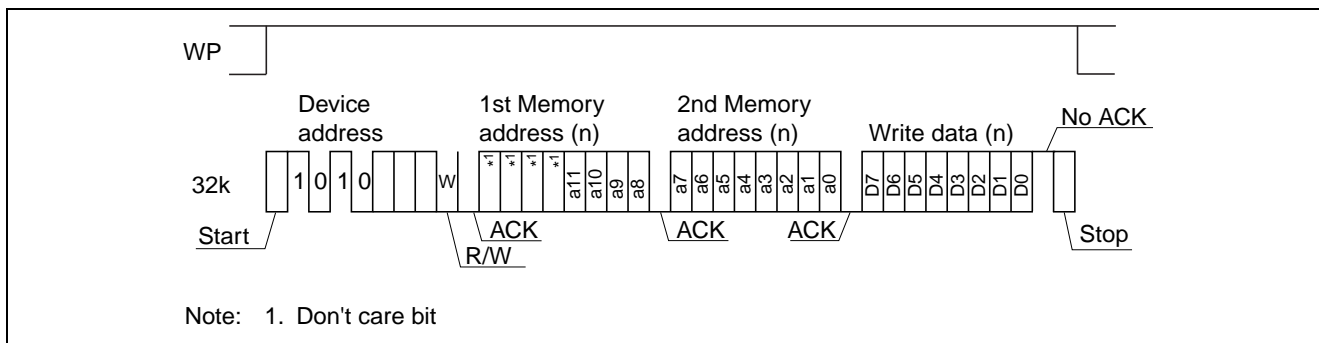 WP
Device
address
1st Memory
address (n)
2nd Memory
address (n)
Write data (n)
No ACK
32k
1 0 1 0
W
*1 *1 *1 *1 a11 a10 a9 a8
a7 a6 a5 a4 a3 a2 a1 a0
D7 D6 D5 D4 D3 D2 D1 D0
Start
R/W
ACK
ACK
ACK
Stop
Note: 1. Don't care bit